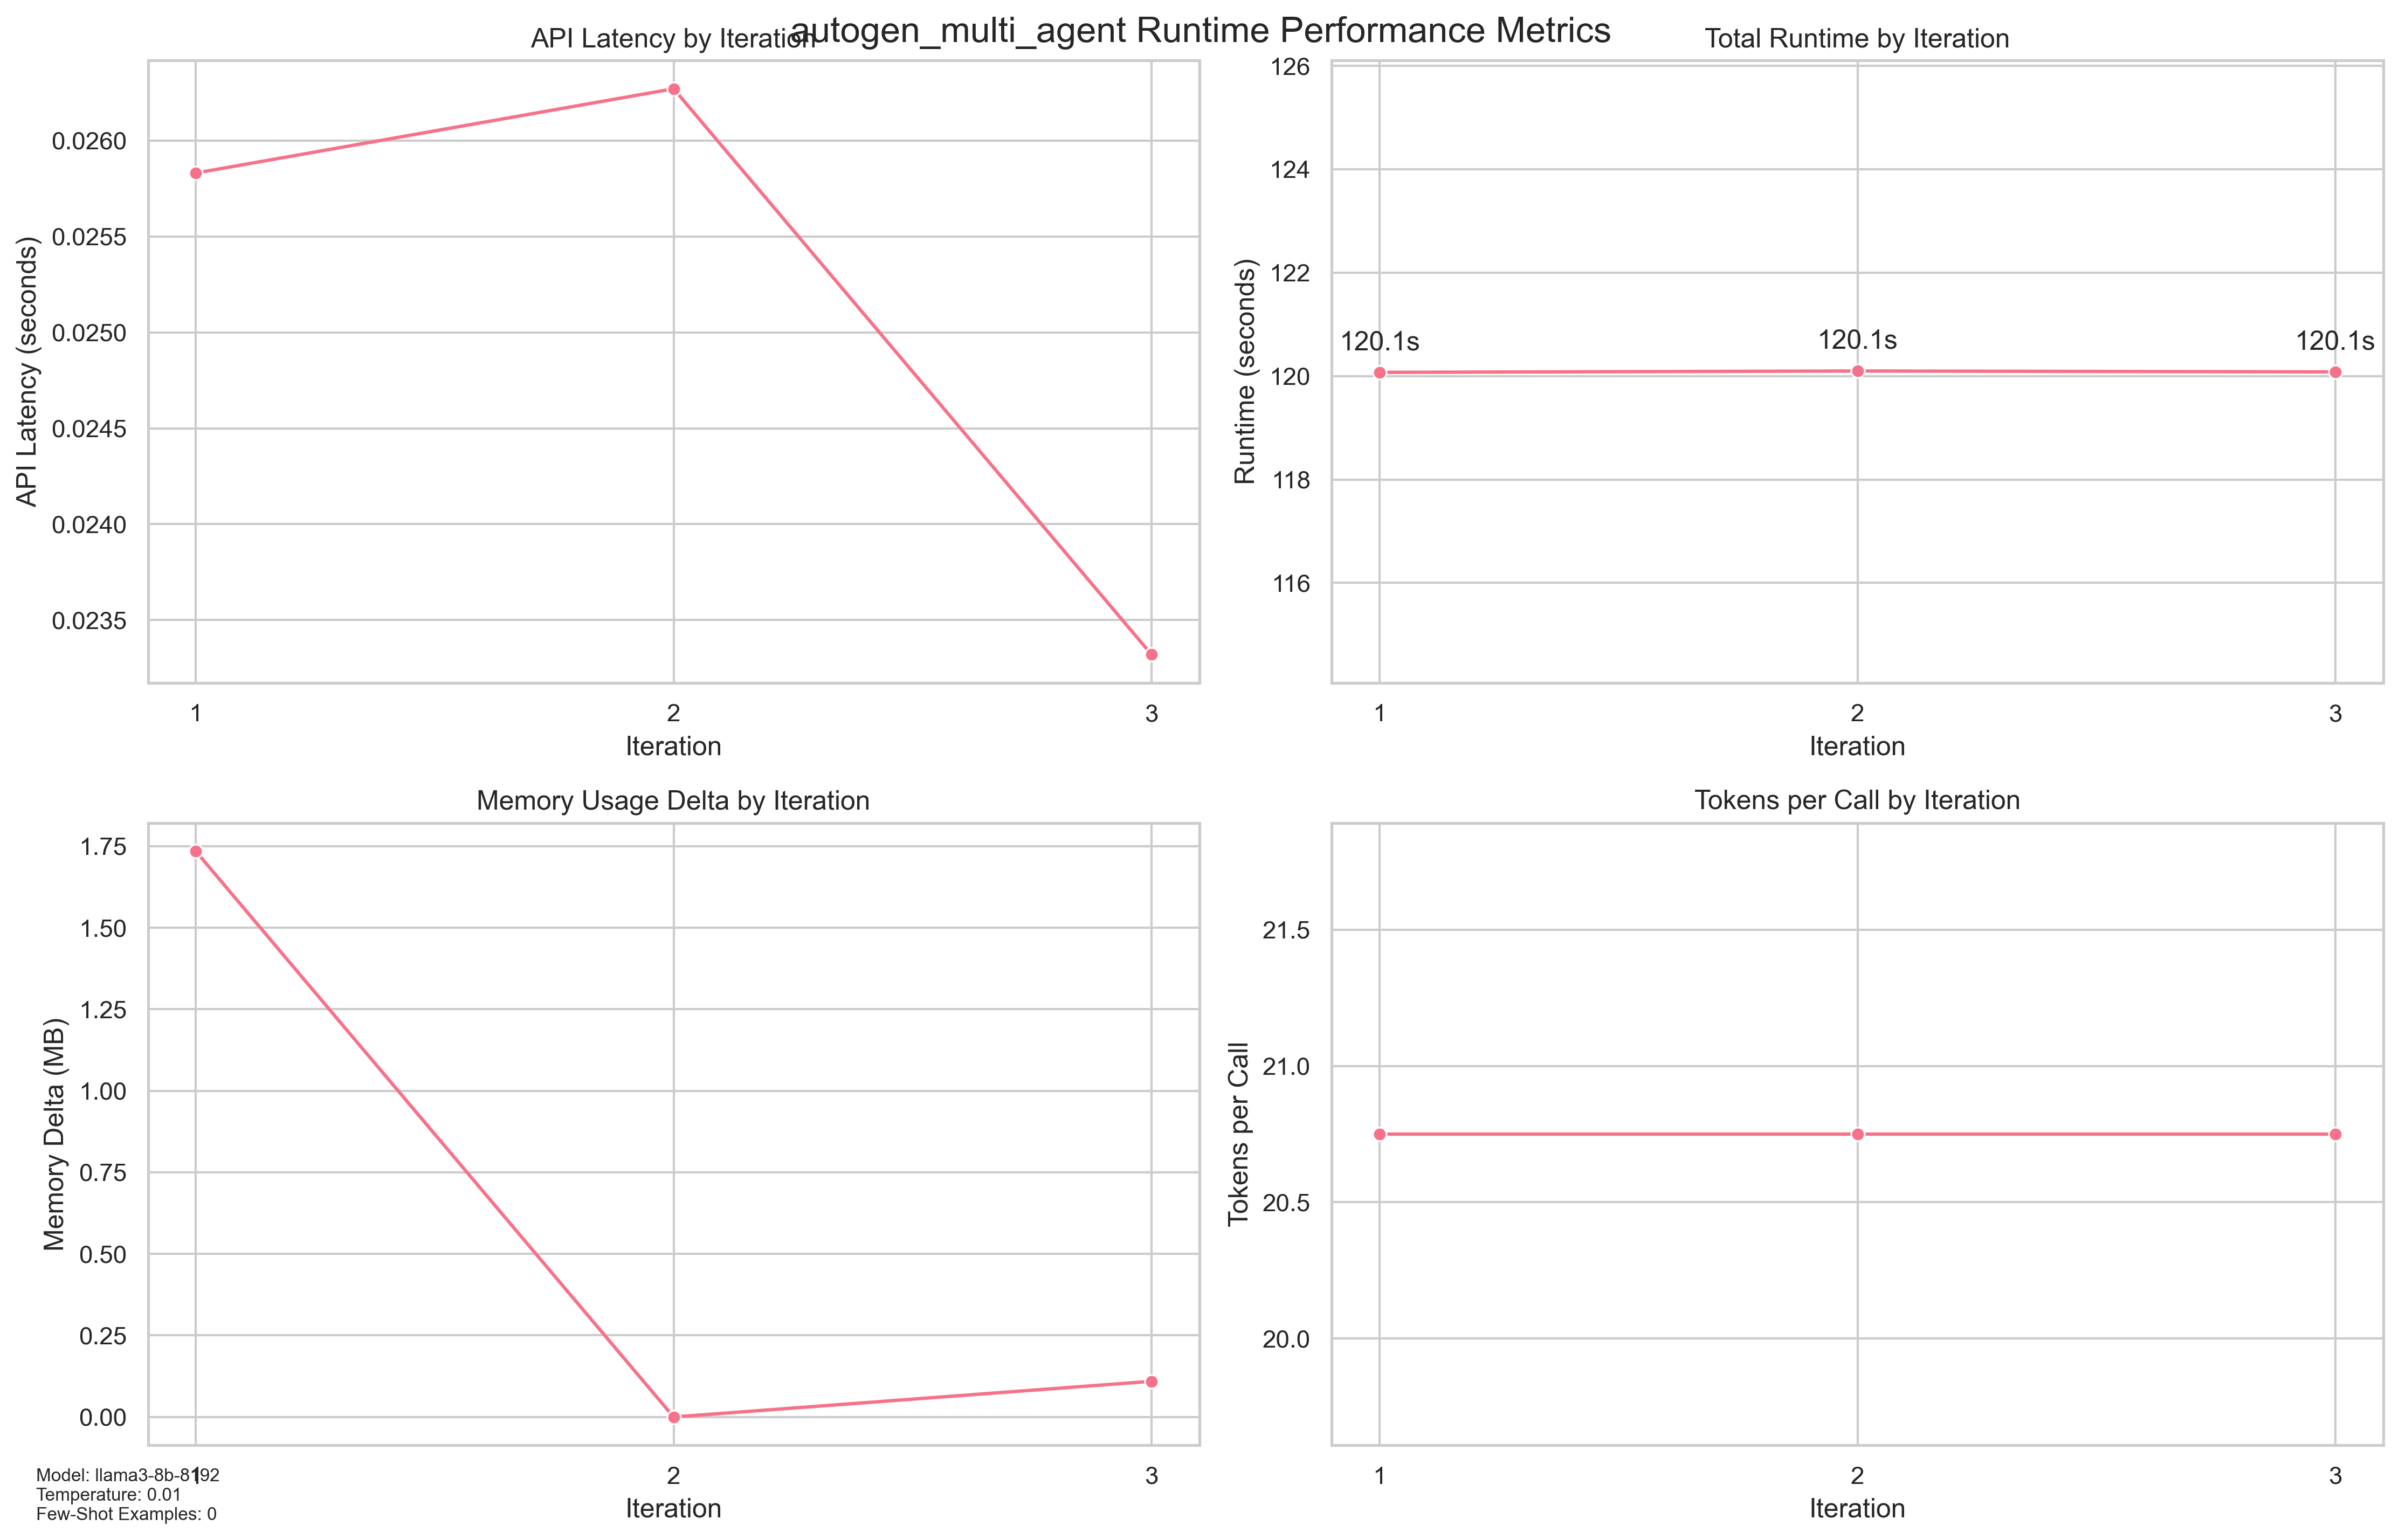 autogen_multi_agent Runtime Performance Metrics
API Latency by Iteration
API Latency (seconds)
0.0260
0.0255
0.0250
0.0245
0.0240
0.0235
1
2
3
Iteration
Total Runtime by Iteration
Runtime (seconds)
126
124
122
120
118
116
120.1s
120.1s
120.1s
1
2
3
Iteration
Memory Usage Delta by Iteration
Memory Delta (MB)
1.75
1.50
1.25
1.00
0.75
0.50
0.25
0.00
1
2
3
Iteration
Tokens per Call by Iteration
Tokens per Call
21.5
21.0
20.5
20.0
1
2
3
Iteration
Model: llama3-8b-8192
Temperature: 0.01
Few-Shot Examples: 0